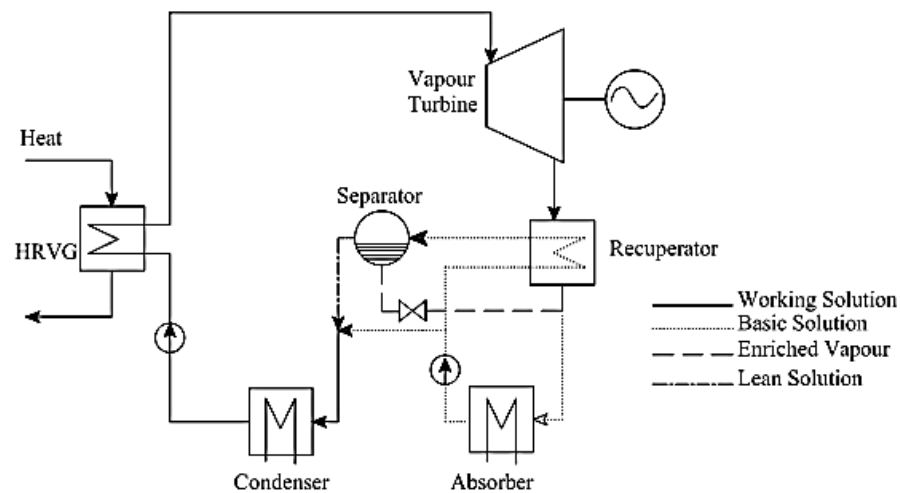 Vapour
Turbine
Heat
Separator
HRVG
Recuperator
Working Solution
Basic Solution
Enriched Vapour
Lean Solution
Condenser
Absorber